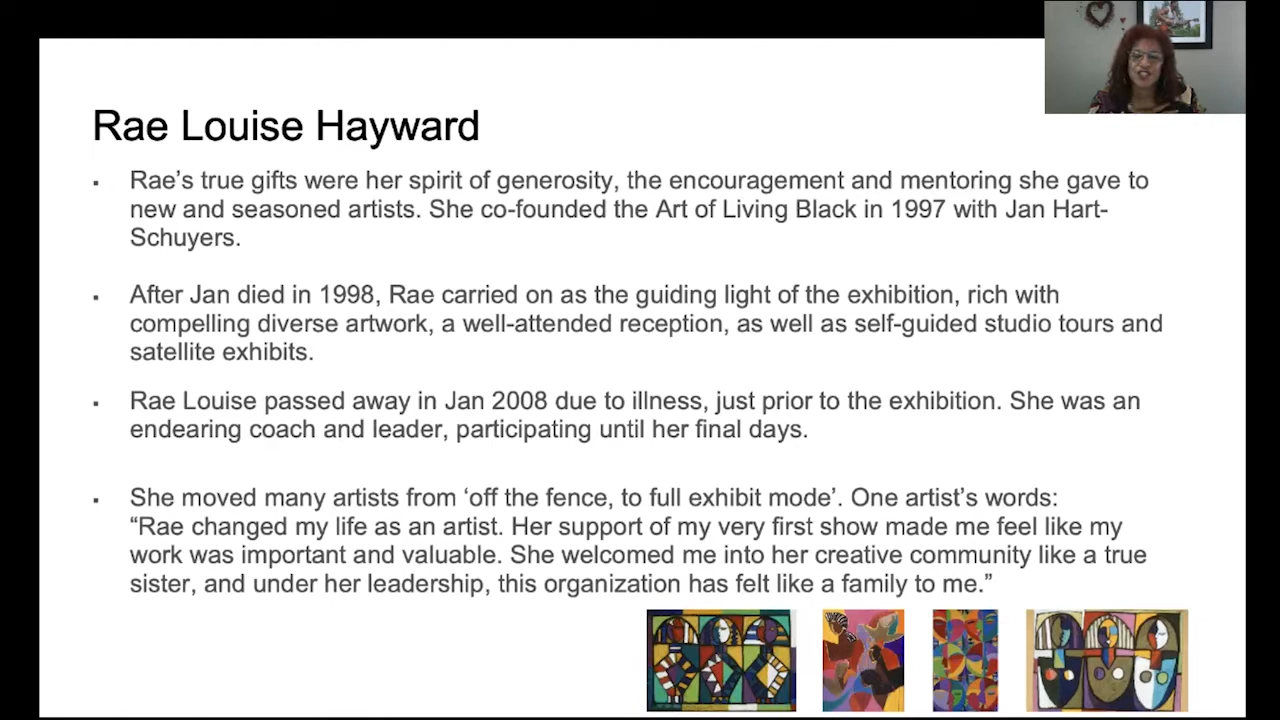 Rae Louise Hayward
▪ Rae’s true gifts were her spirit of generosity, the encouragement and mentoring she gave to
new and seasoned artists. She co-founded the Art of Living Black in 1997 with Jan Hart-
Schuyers.
▪ After Jan died in 1998, Rae carried on as the guiding light of the exhibition, rich with
compelling diverse artwork, a well-attended reception, as well as self-guided studio tours and
satellite exhibits.
▪ Rae Louise passed away in Jan 2008 due to illness, just prior to the exhibition. She was an
endearing coach and leader, participating until her final days.
▪ She moved many artists from ‘off the fence, to full exhibit mode’. One artist’s words:
“Rae changed my life as an artist. Her support of my very first show made me feel like my
work was important and valuable. She welcomed me into her creative community like a true
sister, and under her leadership, this organization has felt like a family to me.”